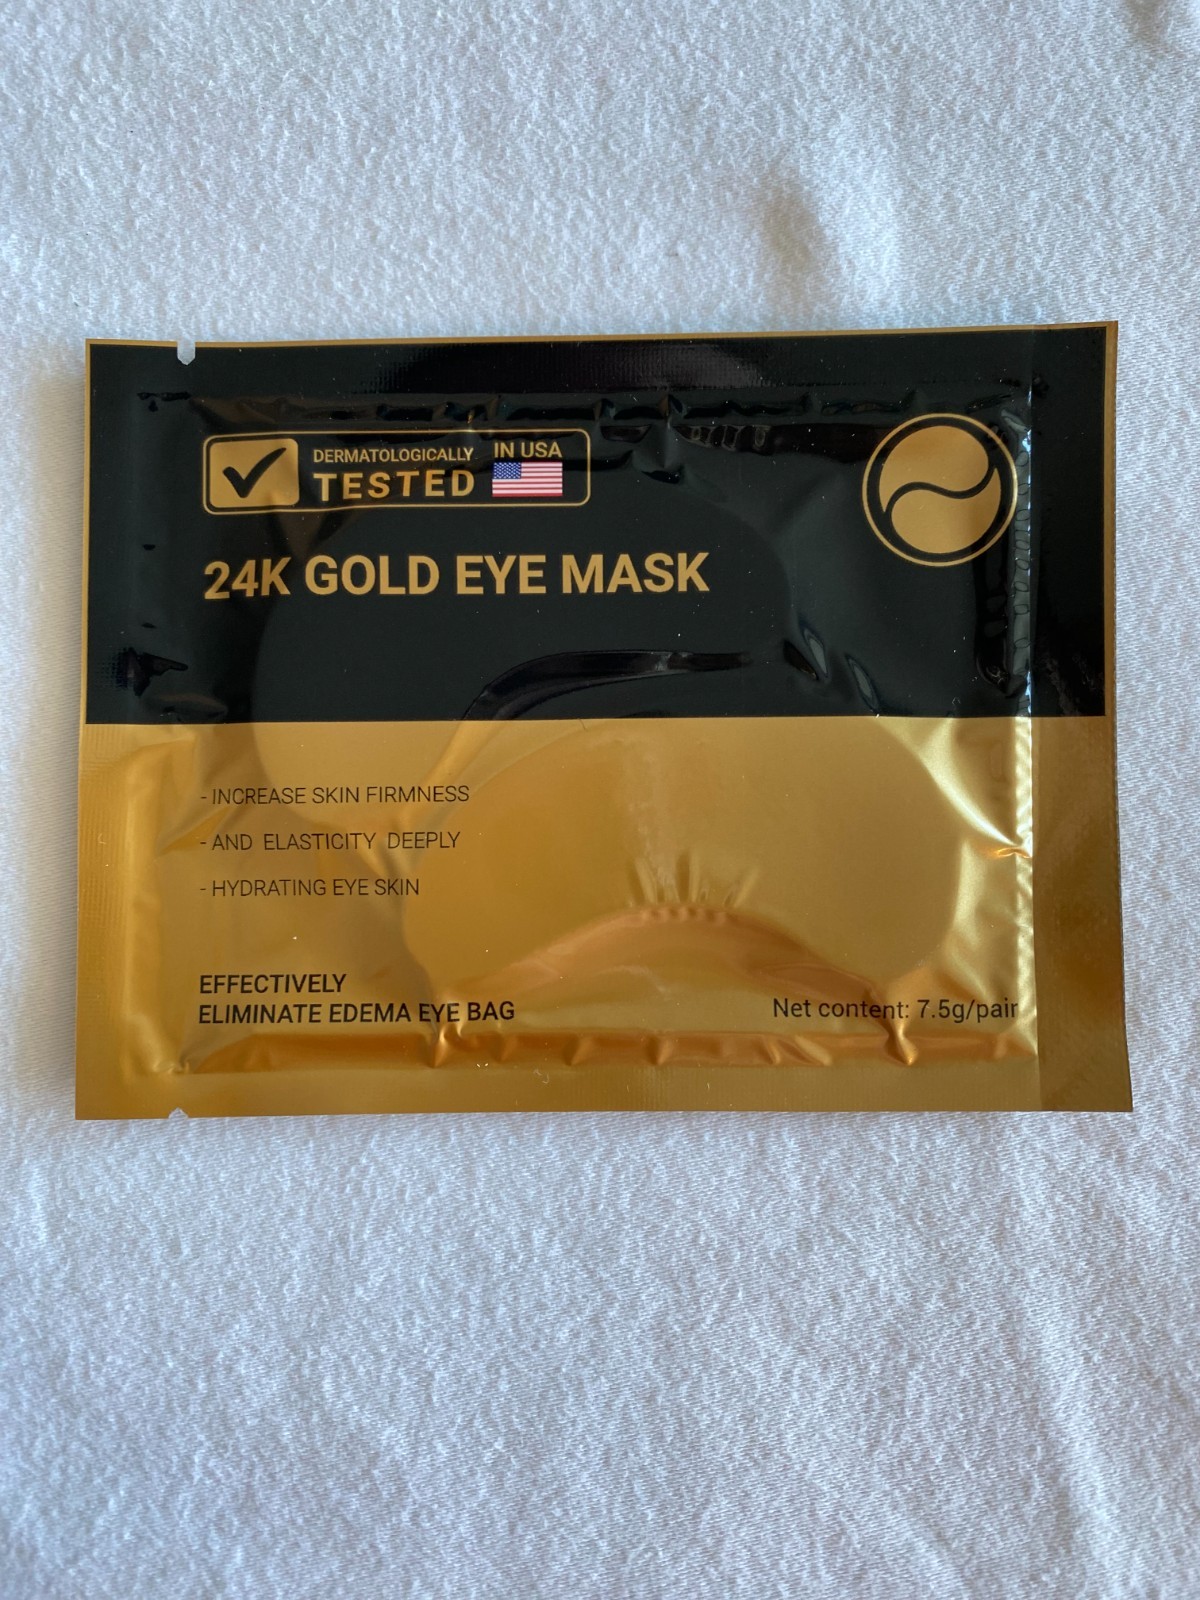 DERMATOLOGICALLY IN USA
TESTED
24K GOLD EYE MASK
- INCREASE SKIN FIRMNESS
- AND ELASTICITY DEEPLY
- HYDRATING EYE SKIN
EFFECTIVELY
ELIMINATE EDEMA EYE BAG
Net content: 7.5g/pair